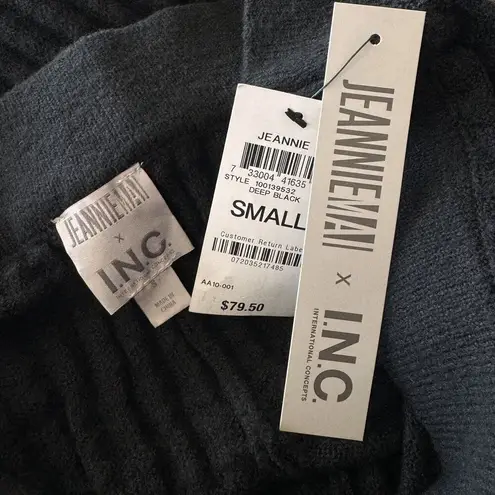 JEANNIE
7 33004 41635
STYLE 100139532
DEEP BLACK
SMALL
Customer Return Labe
072035217485
AA10-001
$79.50
JEANNIEMAI
x
I.N.C.
INTERNATIONAL CONCEPTS
JEANNIEMAI
x
I.N.C.
MADE IN
CHINA